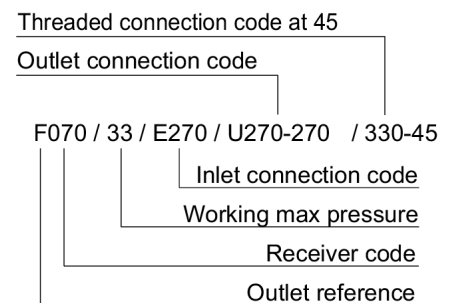 Threaded connection code at 45
Outlet connection code
F070 / 33 / E270 / U270-270 / 330-45
Inlet connection code
Working max pressure
Receiver code
Outlet reference